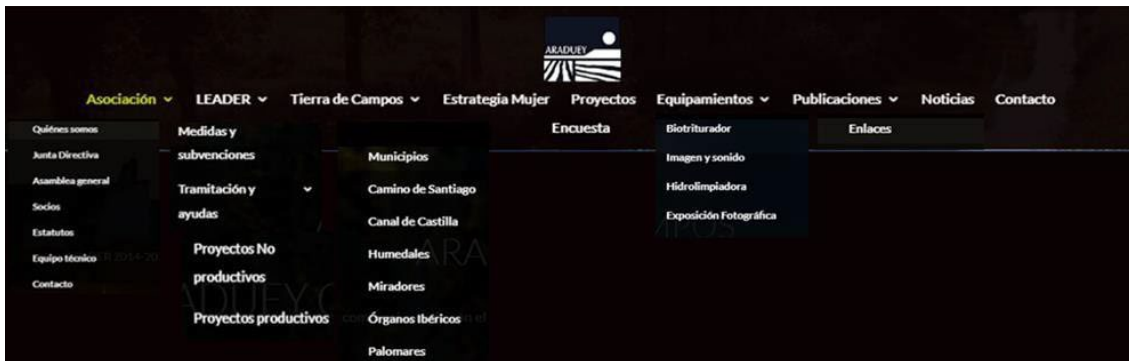 ARADUEY
Asociación LEADER Tierra de Campos Estrategia Mujer Proyectos Equipamientos Publicaciones Noticias Contacto
Encuesta
Quiénes somos
Junta Directiva
Asamblea general
Socios
Estatutos
Equipo técnico
Contacto
Medidas y
subvenciones
Tramitación y
ayudas
Proyectos No
productivos
Proyectos productivos
Municipios
Camino de Santiago
Canal de Castilla
Humedales
Miradores
Órganos Ibéricos
Palomares
Biotriturador
Imagen y sonido
Hidrolimpiadora
Exposición Fotográfica
Enlaces